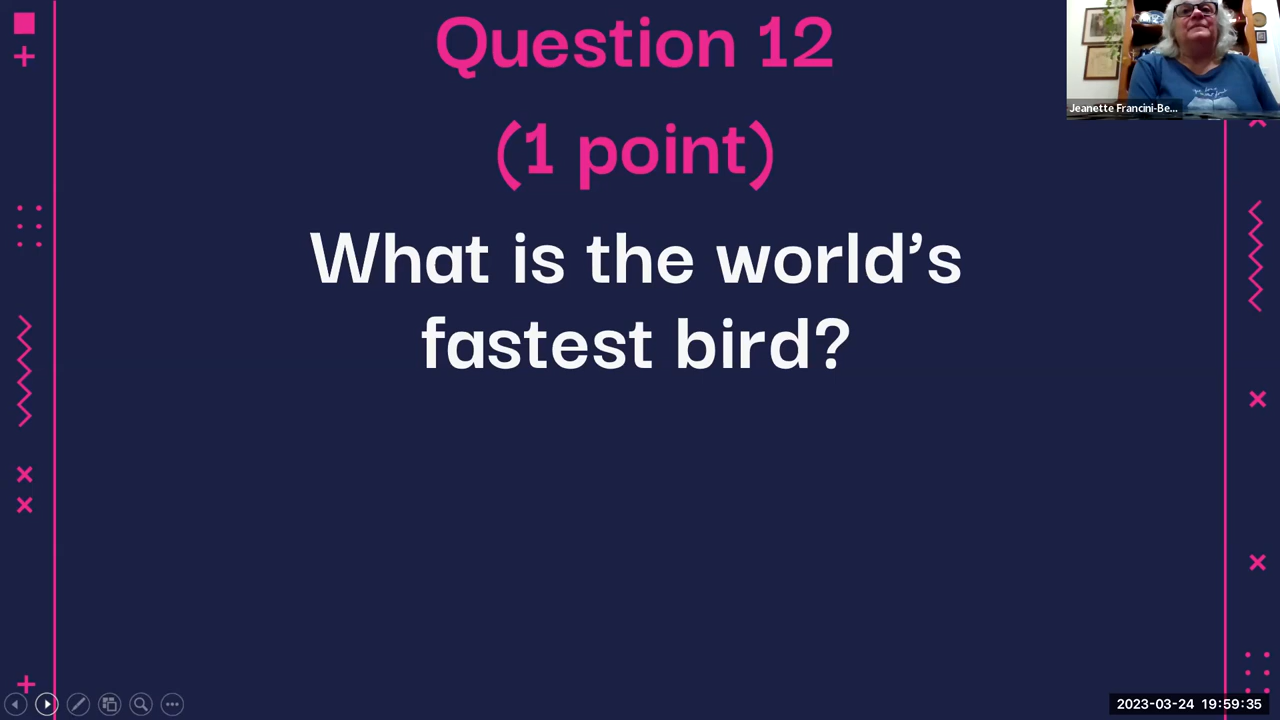 Question 12
(1 point)
What is the world's
fastest bird?
Jeanette Francini-Be...
2023-03-24 19:59:35